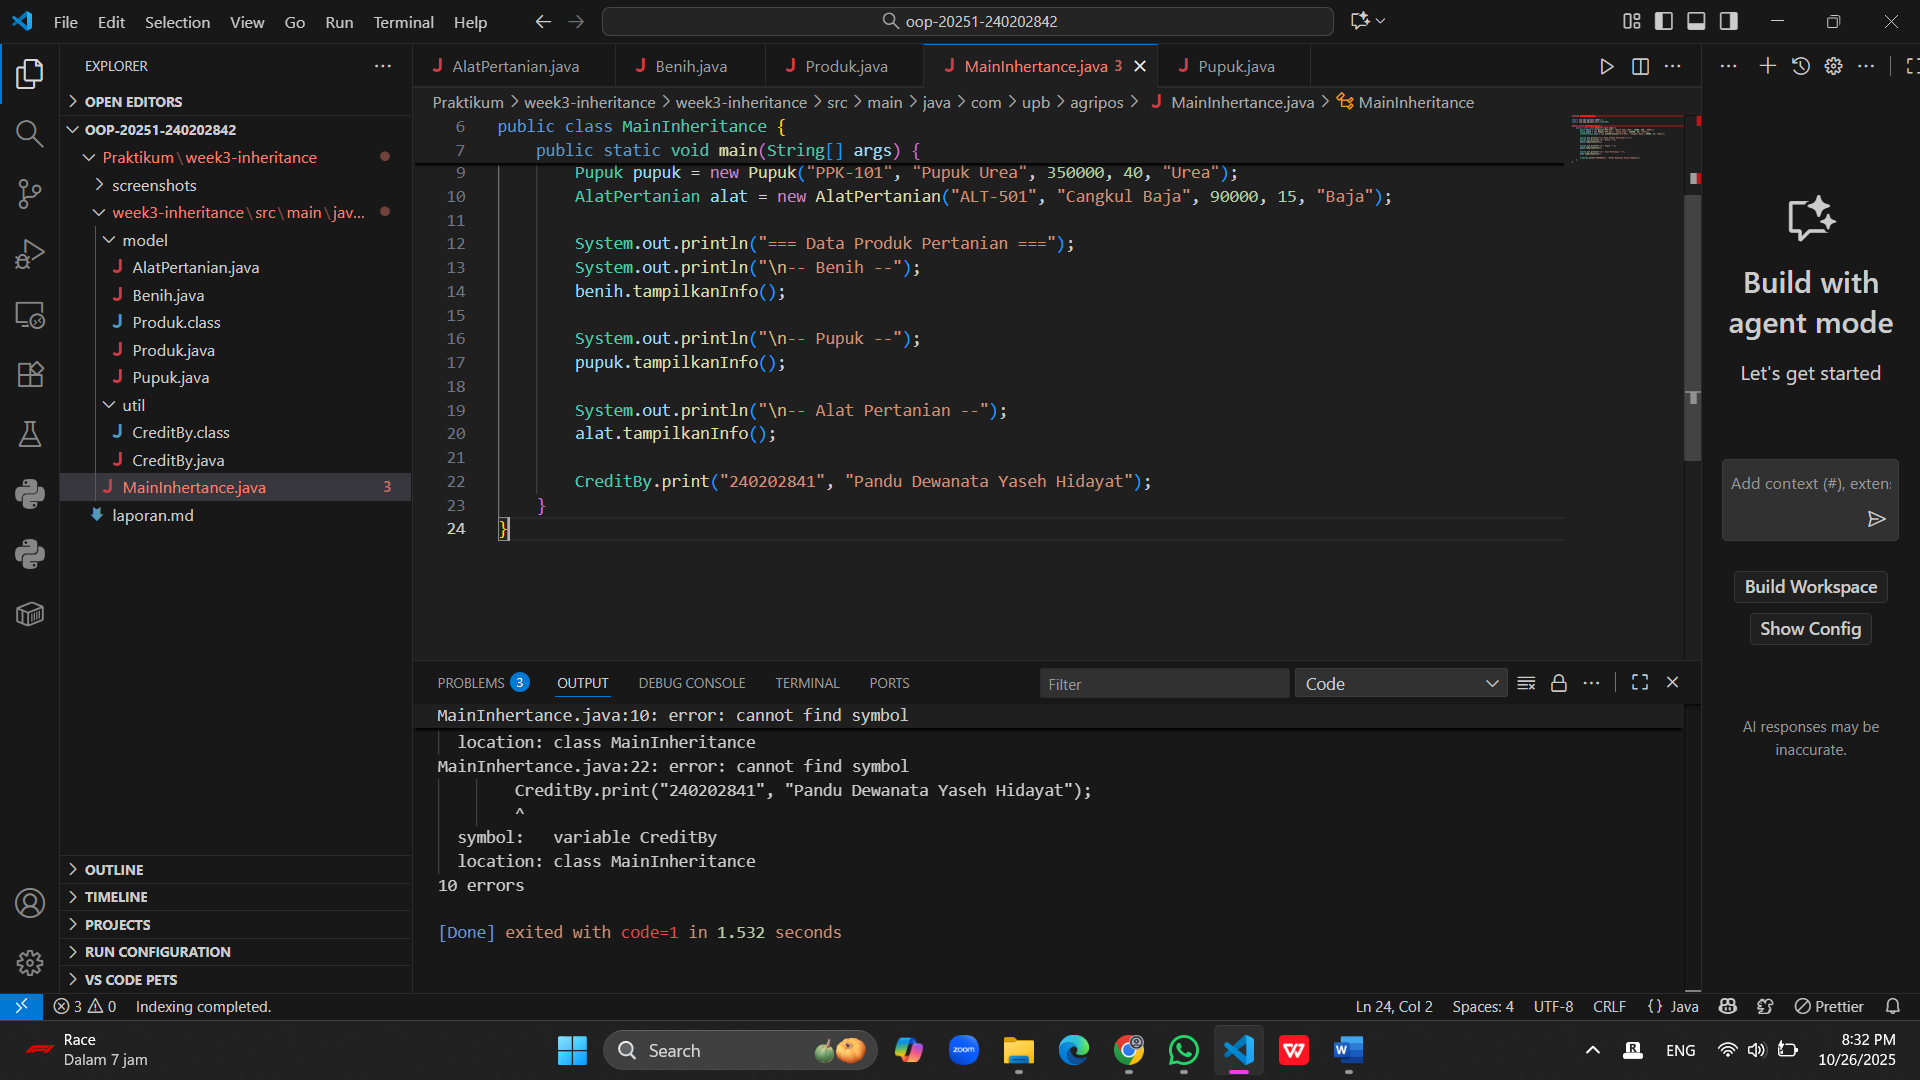 File Edit Selection View Go Run Terminal Help
oop-20251-240202842
EXPLORER
OPEN EDITORS
OOP-20251-240202842
Praktikum\week3-inheritance
screenshots
week3-inheritance\src\main\jav...
model
AlatPertanian.java
Benih.java
Produk.class
Produk.java
Pupuk.java
util
CreditBy.class
CreditBy.java
MainInhertance.java 3
laporan.md
OUTLINE
TIMELINE
PROJECTS
RUN CONFIGURATION
VS CODE PETS
AlatPertanian.java Benih.java Produk.java MainInhertance.java 3 Pupuk.java
Praktikum > week3-inheritance > week3-inheritance > src > main > java > com > upb > agripos > MainInhertance.java > MainInheritance
6 public class MainInheritance {
7 public static void main(String[] args) {
9 Pupuk pupuk = new Pupuk("PPK-101", "Pupuk Urea", 350000, 40, "Urea");
10 AlatPertanian alat = new AlatPertanian("ALT-501", "Cangkul Baja", 90000, 15, "Baja");
11
12 System.out.println("=== Data Produk Pertanian ===");
13 System.out.println("\n-- Benih --");
14 benih.tampilkanInfo();
15
16 System.out.println("\n-- Pupuk --");
17 pupuk.tampilkanInfo();
18
19 System.out.println("\n-- Alat Pertanian --");
20 alat.tampilkanInfo();
21
22 CreditBy.print("240202841", "Pandu Dewanata Yaseh Hidayat");
23 }
24 }
PROBLEMS 3 OUTPUT DEBUG CONSOLE TERMINAL PORTS Filter Code
MainInhertance.java:10: error: cannot find symbol
location: class MainInheritance
MainInhertance.java:22: error: cannot find symbol
CreditBy.print("240202841", "Pandu Dewanata Yaseh Hidayat");
^
symbol: variable CreditBy
location: class MainInheritance
10 errors
[Done] exited with code=1 in 1.532 seconds
Build with
agent mode
Let's get started
Add context (#), exten
Build Workspace
Show Config
AI responses may be
inaccurate.
3 0 Indexing completed.
Ln 24, Col 2 Spaces: 4 UTF-8 CRLF {} Java Prettier
Race
Dalam 7 jam
Search
zoom
ENG
8:32 PM
10/26/2025